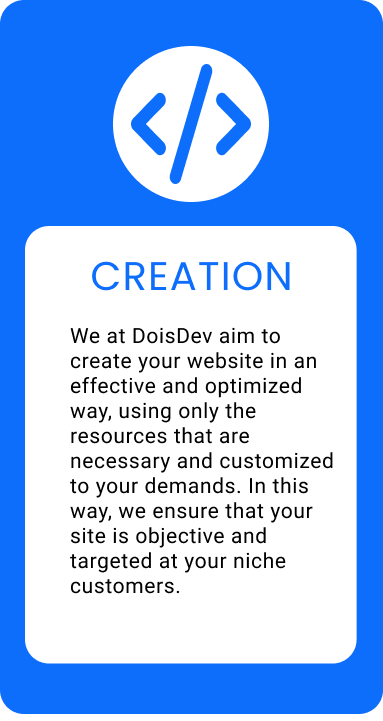 CREATION
We at DoisDev aim to
create your website in an
effective and optimized
way, using only the
resources that are
necessary and customized
to your demands. In this
way, we ensure that your
site is objective and
targeted at your niche
customers.